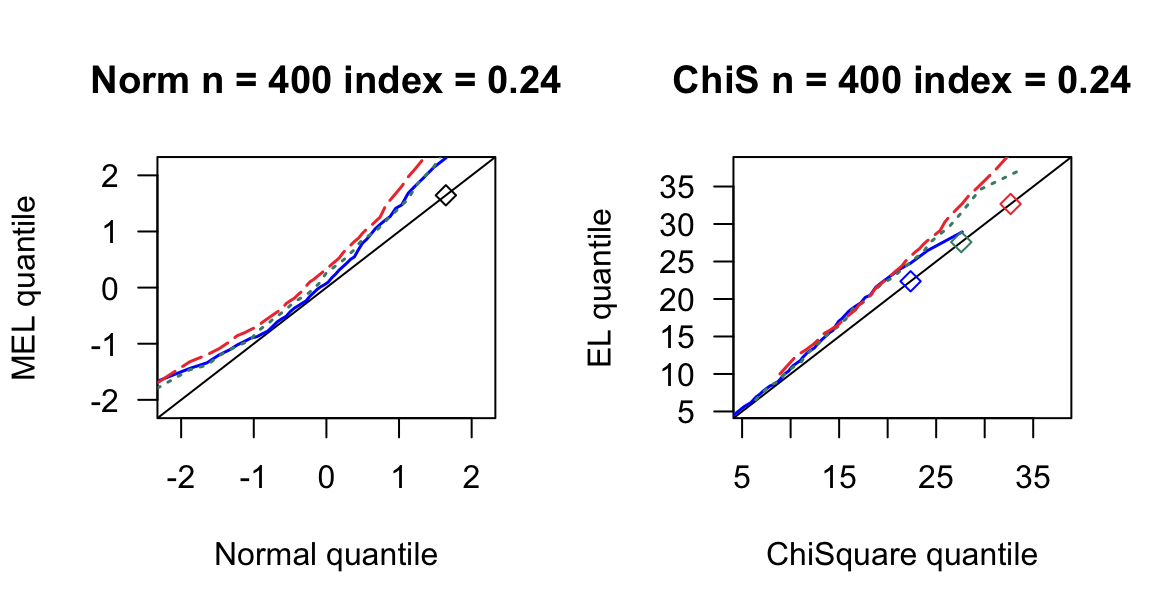 Norm n = 400 index = 0.24
MEL quantile
2
1
0
-1
-2
-2 -1 0 1 2
Normal quantile
ChiS n = 400 index = 0.24
EL quantile
35
30
25
20
15
10
5
5 15 25 35
ChiSquare quantile